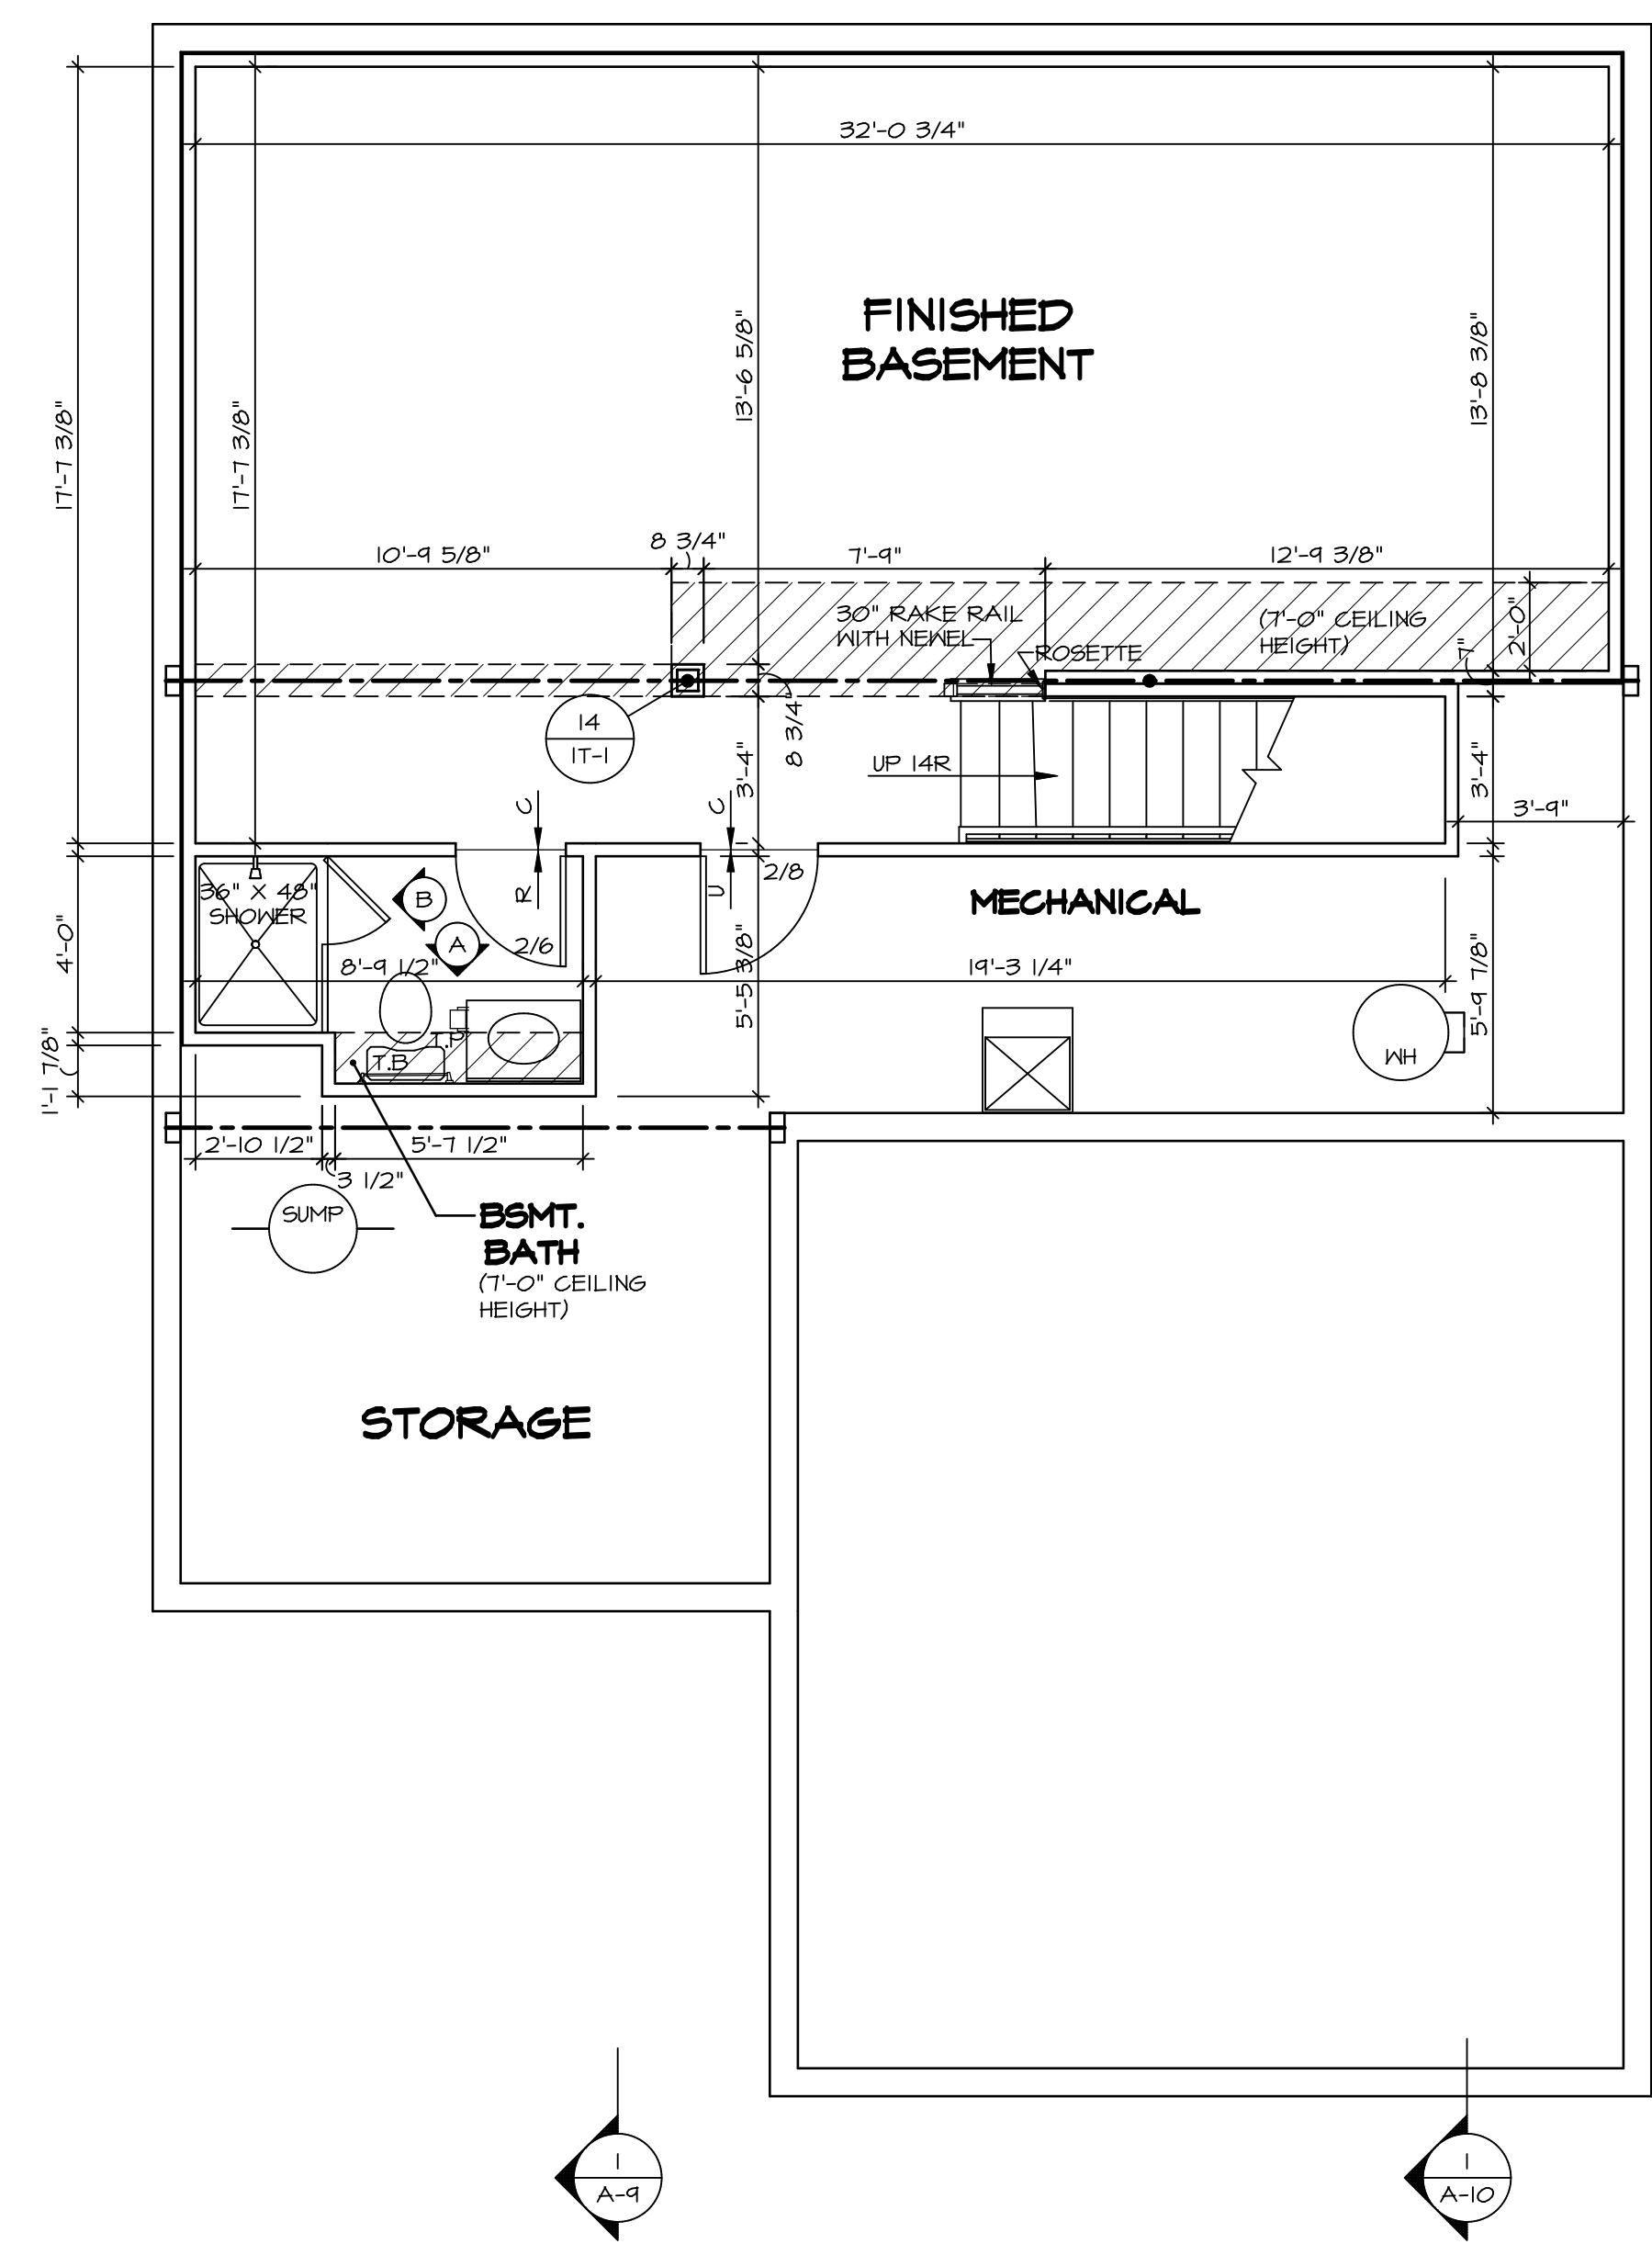 32'-0 3/4"
FINISHED
BASEMENT
13'-6 5/8"
13'-8 3/8"
17'-7 3/8"
17'-7 3/8"
10'-9 5/8"
8 3/4"
7'-9"
12'-9 3/8"
30" RAKE RAIL
WITH NEWEL
ROSETTE
(7'-0" CEILING
HEIGHT)
7"
2'-0"
14
1T-1
8 3/4"
3'-4"
UP 14R
3'-4"
3'-9"
C
C
R
U
2/8
36" X 48"
SHOWER
B
A
2/6
MECHANICAL
4'-0"
8'-9 1/2"
5'-5 3/8"
19'-3 1/4"
5'-9 7/8"
T.P
T.B
WH
1'-1 7/8"
2'-10 1/2"
5'-7 1/2"
3 1/2"
SUMP
BSMT.
BATH
(7'-0" CEILING
HEIGHT)
STORAGE
1
A-9
1
A-10